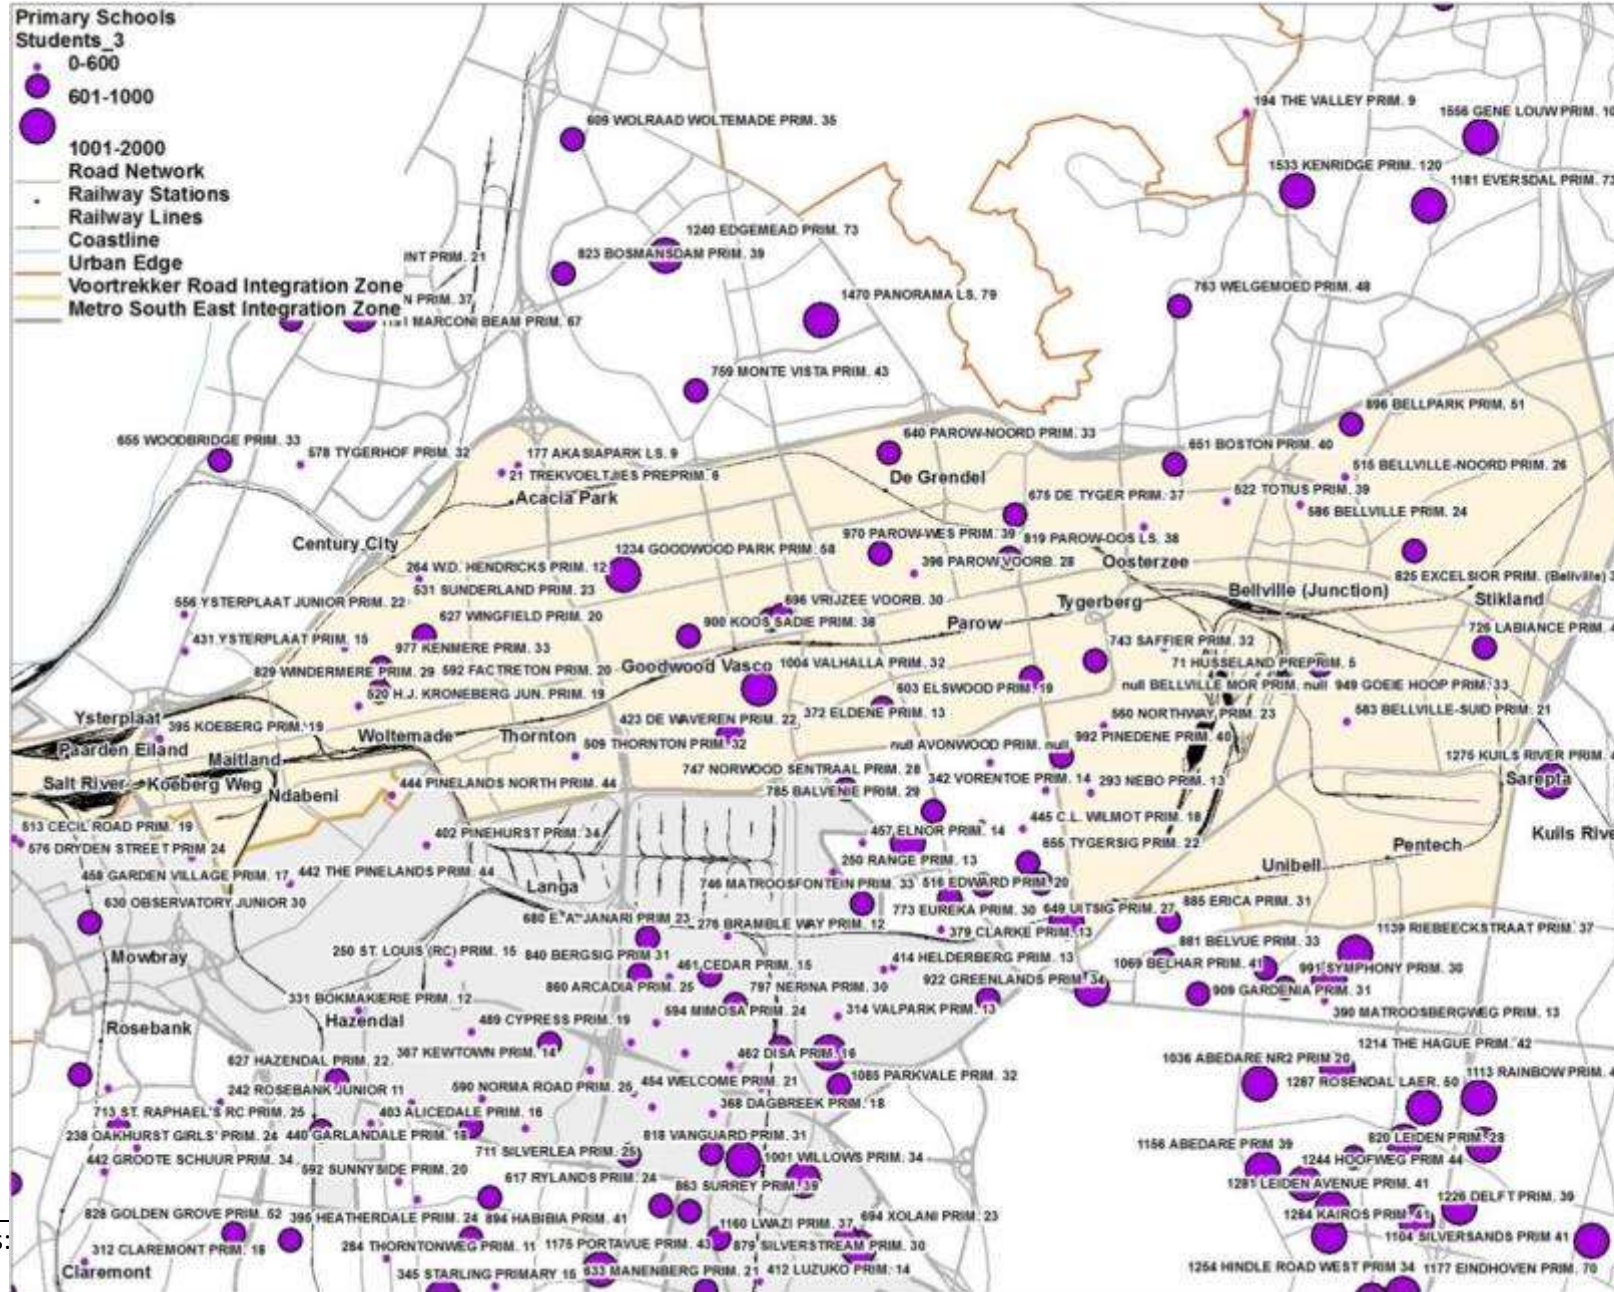 Primary Schools
Students_3
0-600
601-1000
1001-2000
Road Network
Railway Stations
Railway Lines
Coastline
Urban Edge
Voortrekker Road Integration Zone
Metro South East Integration Zone
194 THE VALLEY PRIM. 9
1556 GENE LOUW PRIM.
609 WOLRAAD WOLTEMADE PRIM. 35
1533 KENRIDGE PRIM. 120
1181 EVERSDAL PRIM. 73
1240 EDGEMEAD PRIM. 73
823 BOSMANSDAM PRIM. 39
INT PRIM. 21
763 WELGEMOED PRIM. 48
1470 PANORAMA LS. 79
N PRIM. 37
MARCONI BEAM PRIM. 67
759 MONTE VISTA PRIM. 43
896 BELLPARK PRIM. 51
640 PAROW-NOORD PRIM. 33
655 WOODBRIDGE PRIM. 33
578 TYGERHOF PRIM. 32
177 AKASIAPARK LS. 9
651 BOSTON PRIM. 40
515 BELLVILLE-NOORD PRIM. 26
21 TREKVOELTJIES PREPRIM. 6
De Grendel
522 TOTIUS PRIM. 39
Acacia Park
675 DE TYGER PRIM. 37
586 BELLVILLE PRIM. 24
970 PAROW-WES PRIM. 39
819 PAROW-OOS LS. 38
Century City
1234 GOODWOOD PARK PRIM. 58
396 PAROW VOORB. 28
Oosterzee
264 W.D. HENDRICKS PRIM. 12
825 EXCELSIOR PRIM. (Bellville)
531 SUNDERLAND PRIM. 23
Bellville (Junction)
Stikland
556 YSTERPLAAT JUNIOR PRIM. 22
596 VRIJZEE VOORB. 30
Tygerberg
627 WINGFIELD PRIM. 20
900 KOOS SADIE PRIM. 36
Parow
726 LABIANCE PRIM.
431 YSTERPLAAT PRIM. 15
977 KENMERE PRIM. 33
743 SAFFIER PRIM. 32
829 WINDERMERE PRIM. 29
592 FACTRETON PRIM. 20
Goodwood
Vasco
1004 VALHALLA PRIM. 32
71 HUSSELAND PREPRIM. 5
520 H.J. KRONEBERG JUN. PRIM. 19
603 ELSWOOD PRIM. 19
null BELLVILLE MOR PRIM. null
949 GOEIE HOOP PRIM. 33
Ysterplaat
395 KOEBERG PRIM. 19
423 DE WAVEREN PRIM. 22
372 ELDENE PRIM. 13
560 NORTHWAY PRIM. 23
583 BELLVILLE-SUID PRIM. 21
Paarden Eiland
Woltemade
Thornton
509 THORNTON PRIM. 32
null AVONWOOD PRIM. null
992 PINEDENE PRIM. 40
1275 KUILS RIVER PRIM.
Maitland
747 NORWOOD SENTRAAL PRIM. 28
342 VORENTOE PRIM. 14
293 NEBO PRIM. 13
Sarepta
Salt River
Koeberg Weg
Ndabeni
444 PINELANDS NORTH PRIM. 44
785 BALVENIE PRIM. 29
445 C.L. WILMOT PRIM. 18
513 CECIL ROAD PRIM. 19
402 PINEHURST PRIM. 34
457 ELNOR PRIM. 14
655 TYGERSIG PRIM. 22
Kuils Rive
576 DRYDEN STREET PRIM 24
250 RANGE PRIM. 13
Pentech
458 GARDEN VILLAGE PRIM. 17
442 THE PINELANDS PRIM. 44
Langa
746 MATROOSFONTEIN PRIM. 33
516 EDWARD PRIM. 20
Unibell
630 OBSERVATORY JUNIOR 30
680 E.A. JANARI PRIM 23
276 BRAMBLE WAY PRIM. 12
773 EUREKA PRIM. 30
649 UITSIG PRIM. 27
885 ERICA PRIM. 31
379 CLARKE PRIM. 13
1139 RIEBEECKSTRAAT PRIM. 37
Mowbray
250 ST. LOUIS (RC) PRIM. 15
840 BERGSIG PRIM 31
461 CEDAR PRIM. 15
414 HELDERBERG PRIM. 13
881 BELVUE PRIM. 33
1069 BELHAR PRIM. 41
991 SYMPHONY PRIM. 30
860 ARCADIA PRIM. 25
797 NERINA PRIM. 30
922 GREENLANDS PRIM. 34
909 GARDENIA PRIM. 31
331 BOKMAKIERIE PRIM. 12
594 MIMOSA PRIM. 24
314 VALPARK PRIM. 13
390 MATROOSBERGWEG PRIM. 13
Rosebank
Hazendal
489 CYPRESS PRIM. 19
1214 THE HAGUE PRIM. 42
627 HAZENDAL PRIM. 22
367 KEWTOWN PRIM. 14
462 DISA PRIM. 16
1036 ABEDARE NR2 PRIM 20
242 ROSEBANK JUNIOR 11
590 NORMA ROAD PRIM. 25
454 WELCOME PRIM. 21
1085 PARKVALE PRIM. 32
1287 ROSENDAL LAER. 50
1113 RAINBOW PRIM.
713 ST. RAPHAEL'S RC PRIM. 25
403 ALICEDALE PRIM. 16
368 DAGBREEK PRIM. 18
238 OAKHURST GIRLS' PRIM. 24
440 GARLANDALE PRIM. 18
818 VANGUARD PRIM. 31
1156 ABEDARE PRIM 39
820 LEIDEN PRIM. 28
442 GROOTE SCHUUR PRIM. 34
711 SILVERLEA PRIM. 25
1001 WILLOWS PRIM. 34
1244 HOOFWEG PRIM 44
592 SUNNYSIDE PRIM. 20
617 RYLANDS PRIM. 24
863 SURREY PRIM. 39
1281 LEIDEN AVENUE PRIM. 41
1226 DELFT PRIM. 39
828 GOLDEN GROVE PRIM. 52
395 HEATHERDALE PRIM. 24
894 HABIBIA PRIM. 41
1160 LWAZI PRIM. 37
694 XOLANI PRIM. 23
1264 KAIROS PRIM. 41
312 CLAREMONT PRIM. 18
284 THORNTONWEG PRIM. 11
1175 PORTAVUE PRIM. 43
879 SILVERSTREAM PRIM. 30
1104 SILVERSANDS PRIM 41
Claremont
345 STARLING PRIMARY 15
633 MANENBERG PRIM. 21
412 LUZUKO PRIM. 14
1254 HINDLE ROAD WEST PRIM 34
1177 EINDHOVEN PRIM. 70